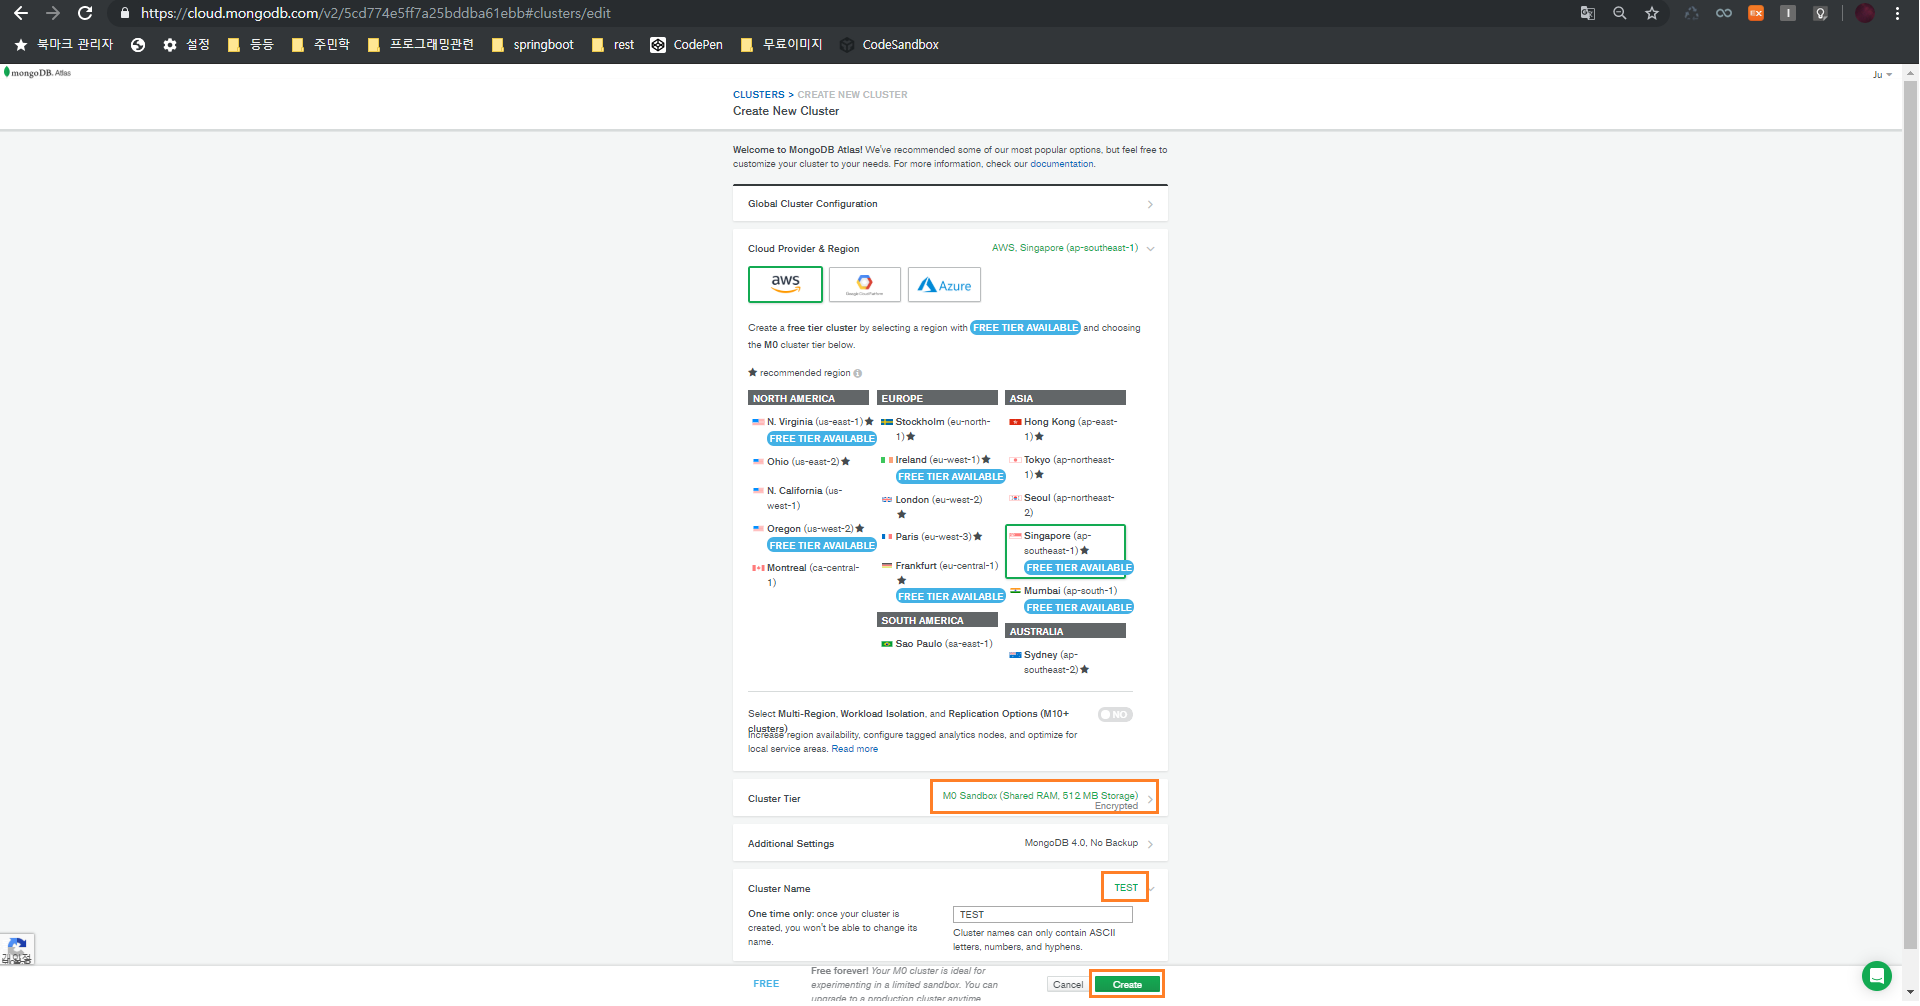 https://cloud.mongodb.com/v2/5cd774e5ff7a25bddba61ebb#clusters/edit
북마크 관리자 설정 등등 주민학 프로그래밍관련 springboot rest CodePen 무료이미지 CodeSandbox
mongoDB. Atlas
Ju
CLUSTERS > CREATE NEW CLUSTER
Create New Cluster
Welcome to MongoDB Atlas! We've recommended some of our most popular options, but feel free to
customize your cluster to your needs. For more information, check our documentation.
Global Cluster Configuration
Cloud Provider & Region AWS, Singapore (ap-southeast-1)
aws Google Cloud Platform Azure
Create a free tier cluster by selecting a region with FREE TIER AVAILABLE and choosing
the M0 cluster tier below.
★ recommended region
NORTH AMERICA
N. Virginia (us-east-1)★
FREE TIER AVAILABLE
Ohio (us-east-2)★
N. California (us-
west-1)
Oregon (us-west-2)★
FREE TIER AVAILABLE
Montreal (ca-central-
1)
EUROPE
Stockholm (eu-north-
1)★
Ireland (eu-west-1)★
FREE TIER AVAILABLE
London (eu-west-2)
★
Paris (eu-west-3)★
Frankfurt (eu-central-1)
★
FREE TIER AVAILABLE
SOUTH AMERICA
Sao Paulo (sa-east-1)
ASIA
Hong Kong (ap-east-
1)★
Tokyo (ap-northeast-
1)★
Seoul (ap-northeast-
2)
Singapore (ap-
southeast-1)★
FREE TIER AVAILABLE
Mumbai (ap-south-1)
FREE TIER AVAILABLE
AUSTRALIA
Sydney (ap-
southeast-2)★
Select Multi-Region, Workload Isolation, and Replication Options (M10+
clusters)
NO
Increase region availability, configure tagged analytics nodes, and optimize for
local service areas. Read more
Cluster Tier M0 Sandbox (Shared RAM, 512 MB Storage)
Encrypted
Additional Settings MongoDB 4.0, No Backup
Cluster Name TEST
One time only: once your cluster is
created, you won't be able to change its
name.
TEST
Cluster names can only contain ASCII
letters, numbers, and hyphens.
FREE
Free forever! Your M0 cluster is ideal for
experimenting in a limited sandbox. You can
upgrade to a production cluster anytime
Cancel Create